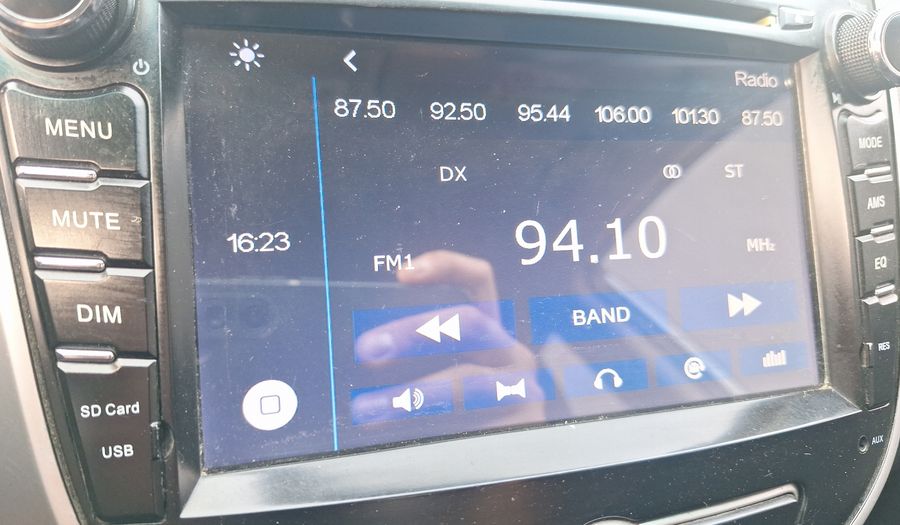 MENU
MUTE
DIM
SD Card
USB
Radio
87.50 92.50 95.44 106.00 101.30 87.50
DX ST
16:23
FM1 94.10 MHz
BAND
MODE
AMS
EQ
RES
AUX